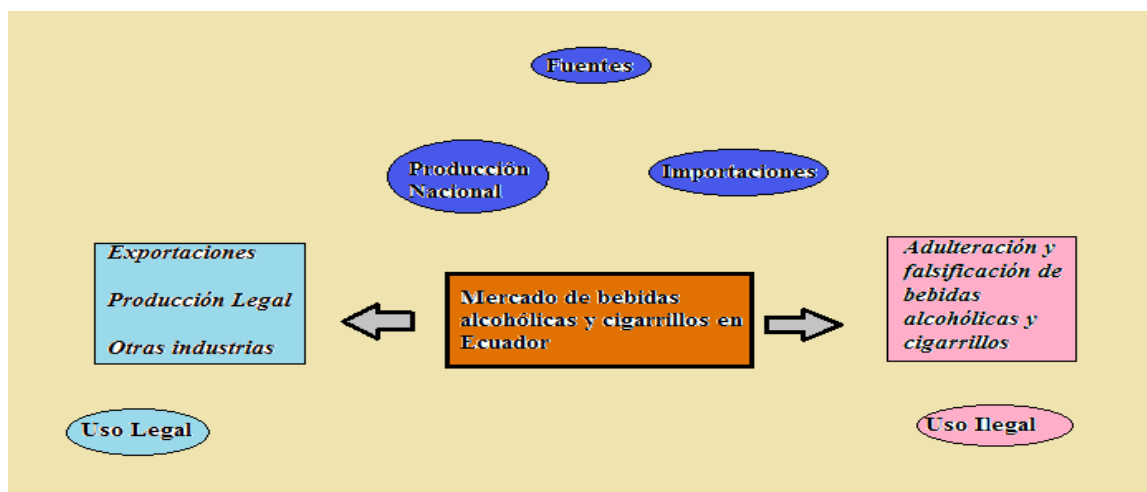 Fuentes
Producción
Nacional
Importaciones
Exportaciones
Producción Legal
Otras industrias
Mercado de bebidas
alcohólicas y cigarrillos en
Ecuador
Adulteración y
falsificación de
bebidas
alcohólicas y
cigarrillos
Uso Legal
Uso Ilegal